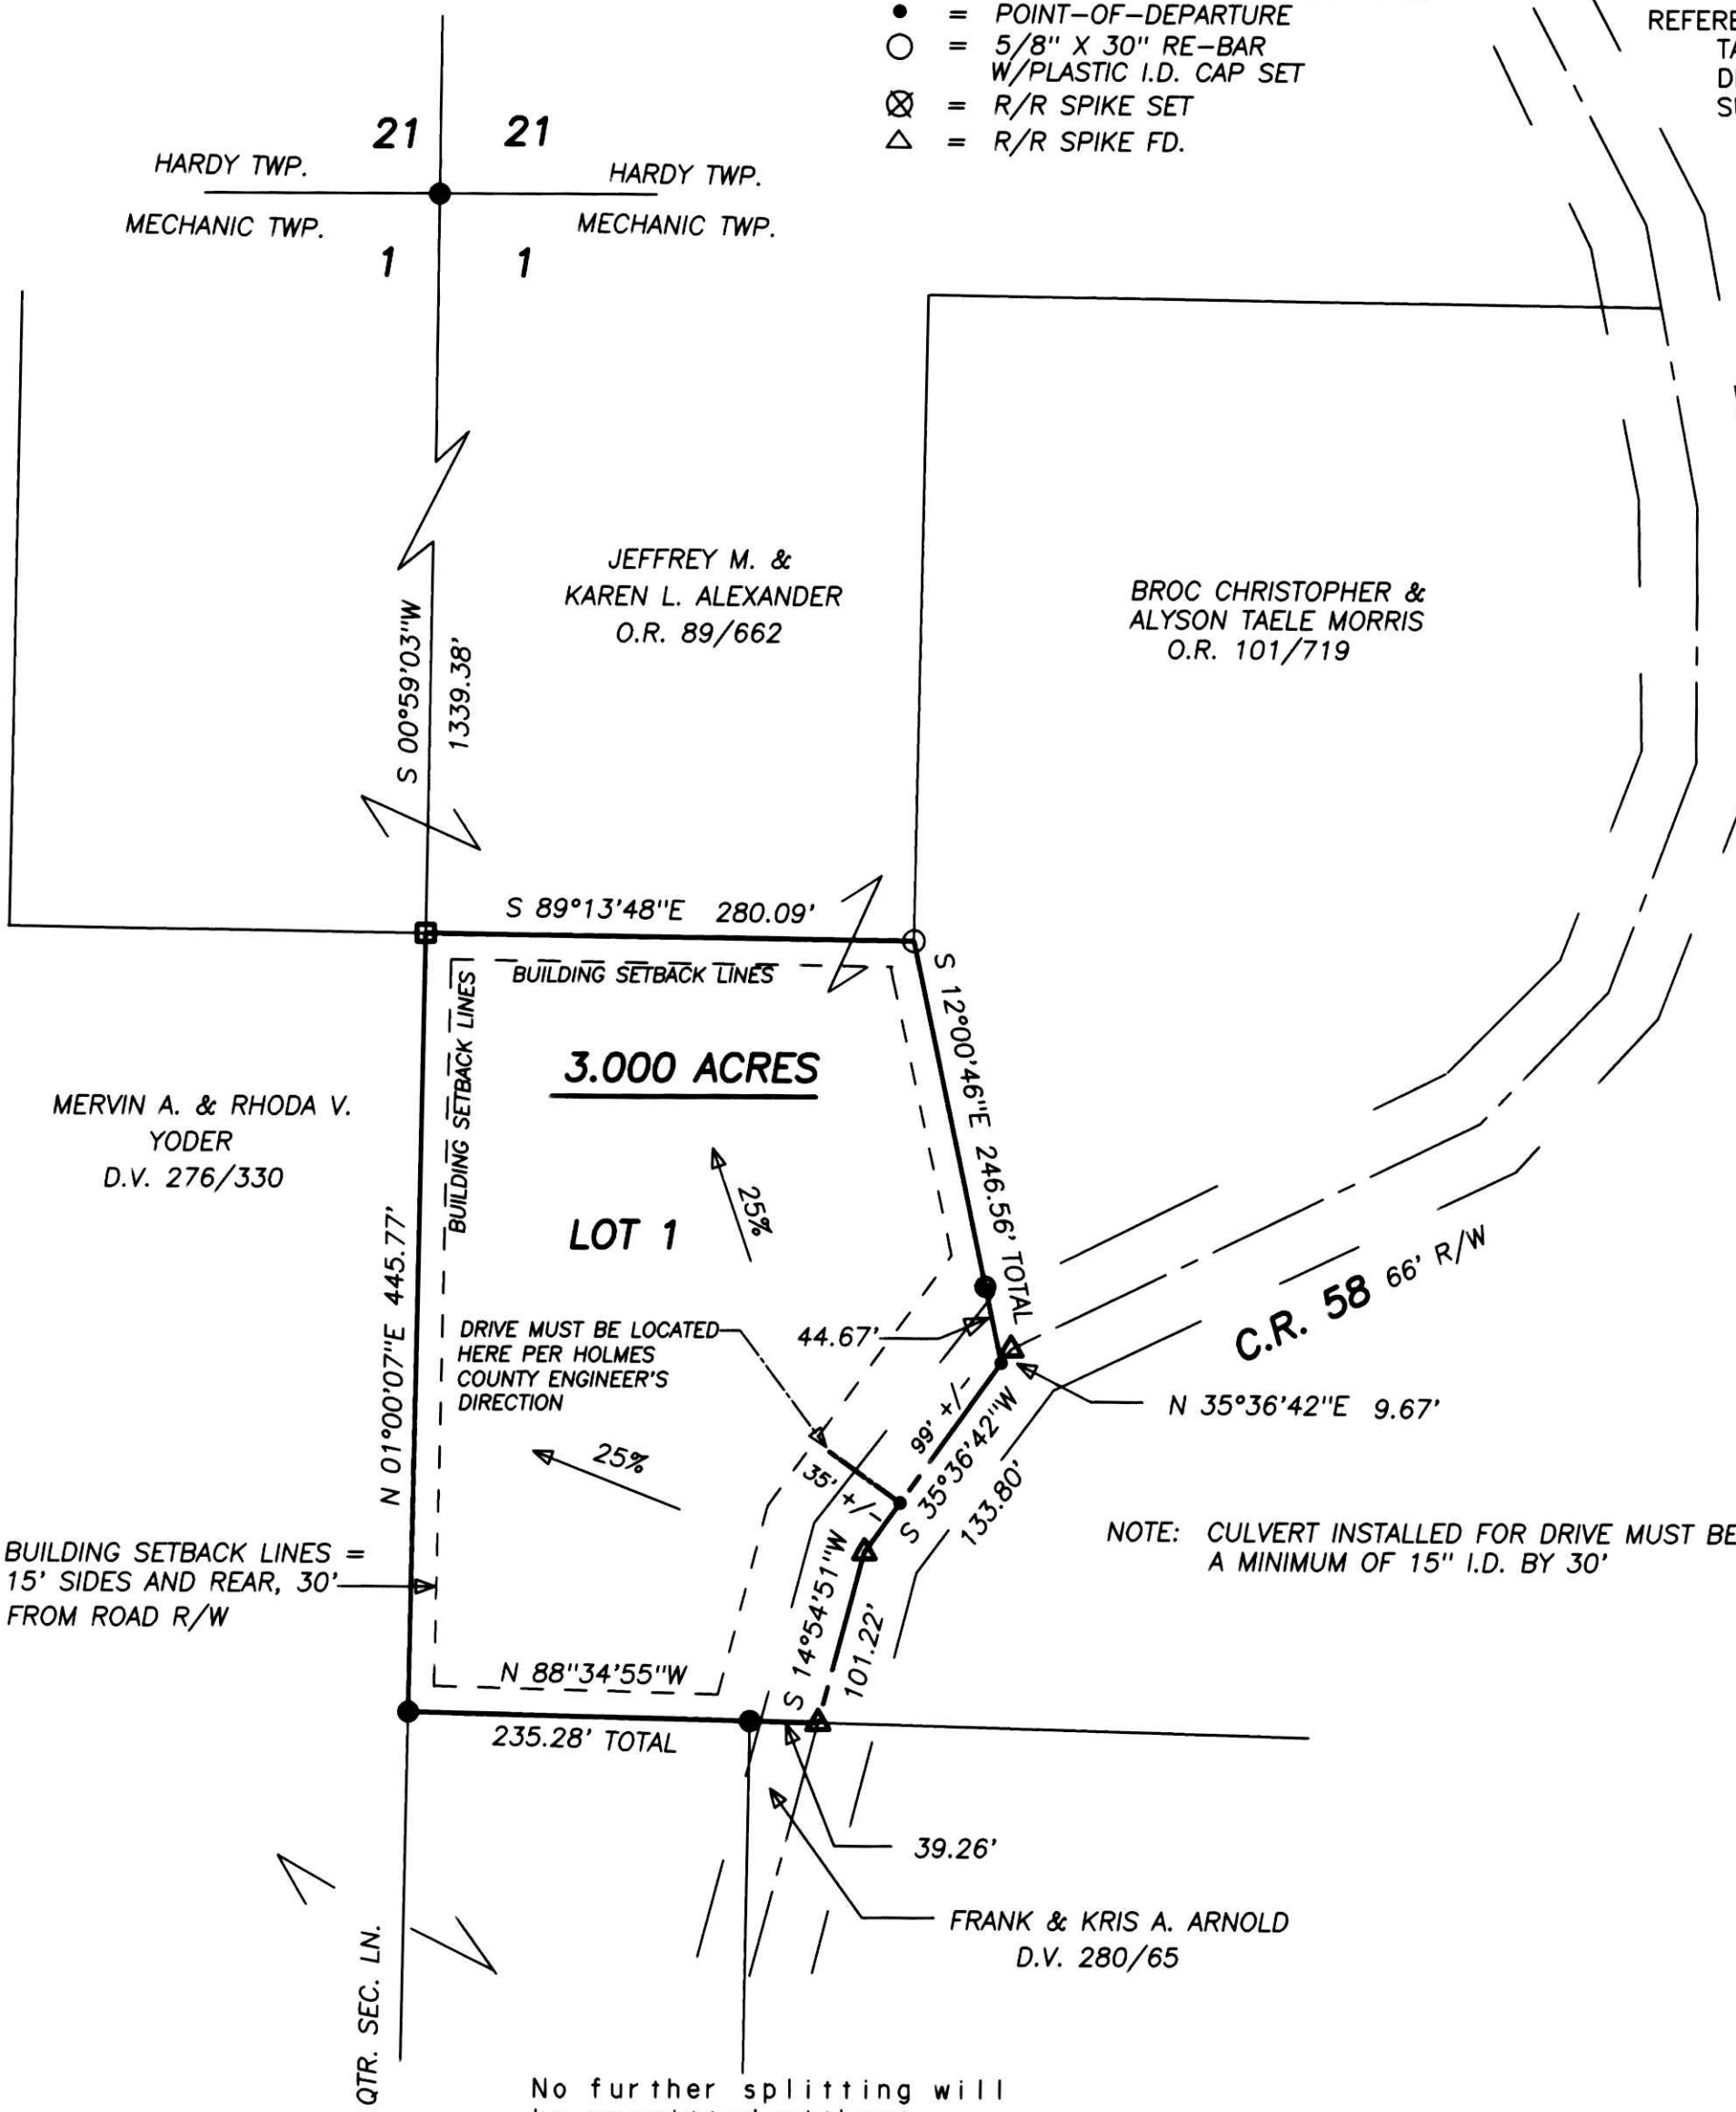 ● = POINT-OF-DEPARTURE
○ = 5/8" X 30" RE-BAR
W/PLASTIC I.D. CAP SET
⊗ = R/R SPIKE SET
△ = R/R SPIKE FD.
21 21
HARDY TWP. HARDY TWP.
MECHANIC TWP. MECHANIC TWP.
1 1
S 00°59'03"W
1339.38'
JEFFREY M. &
KAREN L. ALEXANDER
O.R. 89/662
BROC CHRISTOPHER &
ALYSON TAELE MORRIS
O.R. 101/719
S 89°13'48"E 280.09'
BUILDING SETBACK LINES
BUILDING SETBACK LINES
S 12°00'46"E 246.56' TOTAL
3.000 ACRES
MERVIN A. & RHODA V.
YODER
D.V. 276/330
25%
LOT 1
N 01°00'07"E 445.77'
C.R. 58 66' R/W
DRIVE MUST BE LOCATED
HERE PER HOLMES
COUNTY ENGINEER'S
DIRECTION
44.67'
N 35°36'42"E 9.67'
99' +/-
S 35°36'42"W
133.80'
25%
35' +/-
NOTE: CULVERT INSTALLED FOR DRIVE MUST BE
A MINIMUM OF 15" I.D. BY 30'
BUILDING SETBACK LINES =
15' SIDES AND REAR, 30'
FROM ROAD R/W
S 14°54'51"W
101.22'
N 88"34'55"W
235.28' TOTAL
39.26'
FRANK & KRIS A. ARNOLD
D.V. 280/65
QTR. SEC. LN.
No further splitting will